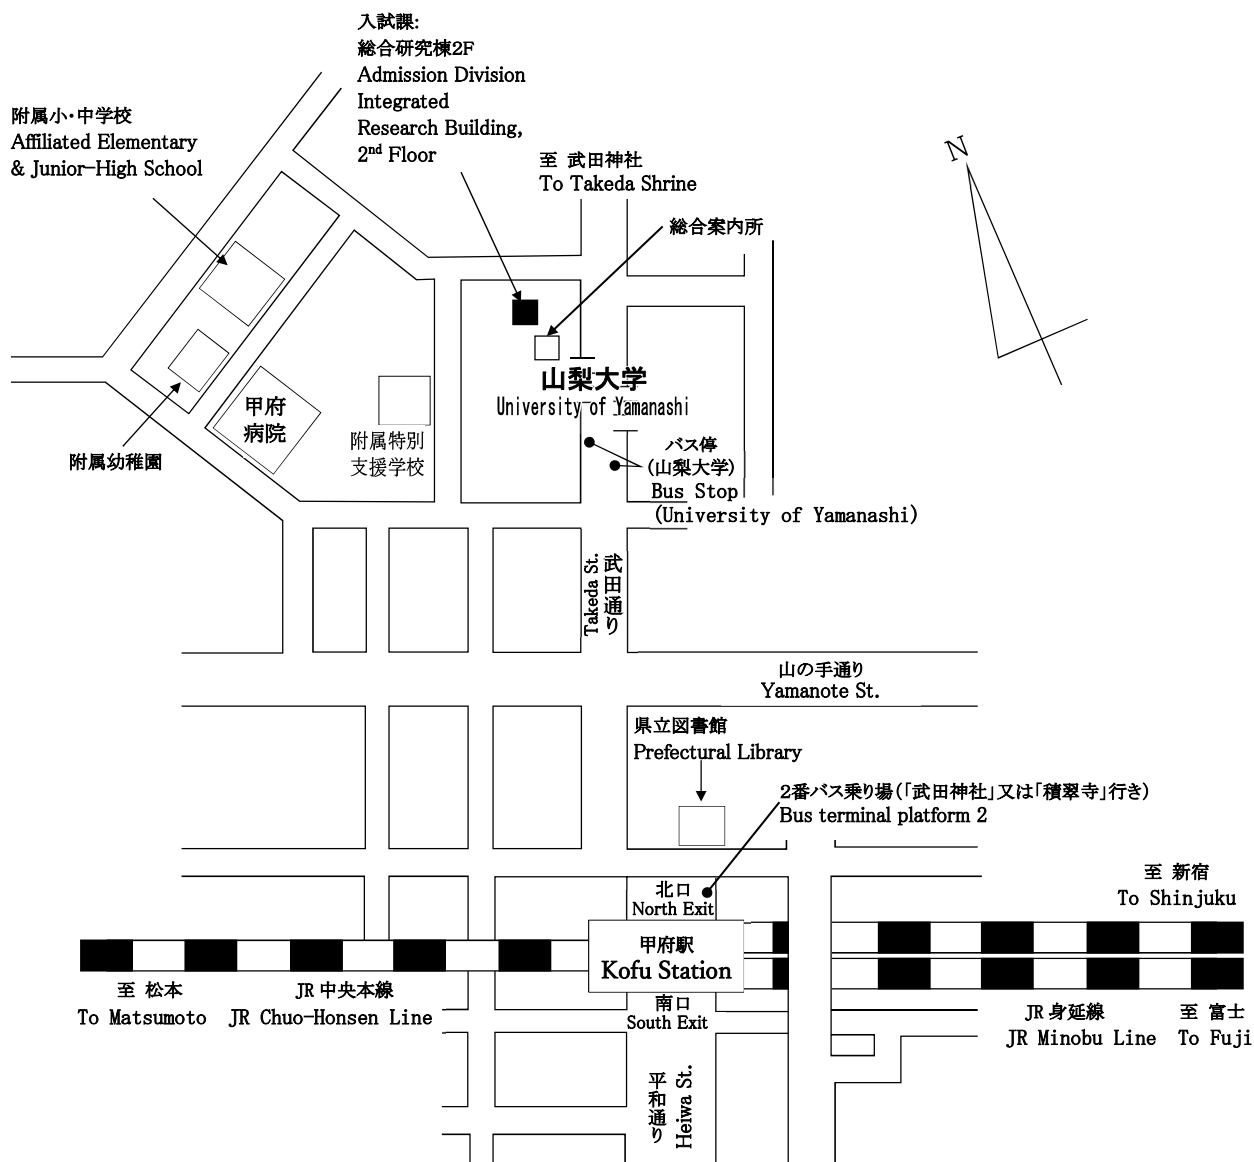 入試課:
総合研究棟2F
Admission Division
Integrated
Research Building,
2nd Floor
附属小・中学校
Affiliated Elementary
& Junior-High School
至 武田神社
To Takeda Shrine
N
総合案内所
山梨大学
University of Yamanashi
甲府
病院
附属特別
支援学校
附属幼稚園
バス停
(山梨大学)
Bus Stop
(University of Yamanashi)
武田通り
Takeda St.
山の手通り
Yamanote St.
県立図書館
Prefectural Library
2番バス乗り場(「武田神社」又は「積翠寺」行き)
Bus terminal platform 2
北口
North Exit
至 新宿
To Shinjuku
甲府駅
Kofu Station
至 松本
To Matsumoto
JR 中央本線
JR Chuo-Honsen Line
南口
South Exit
JR 身延線
JR Minobu Line
至 富士
To Fuji
平和通り
Heiwa St.